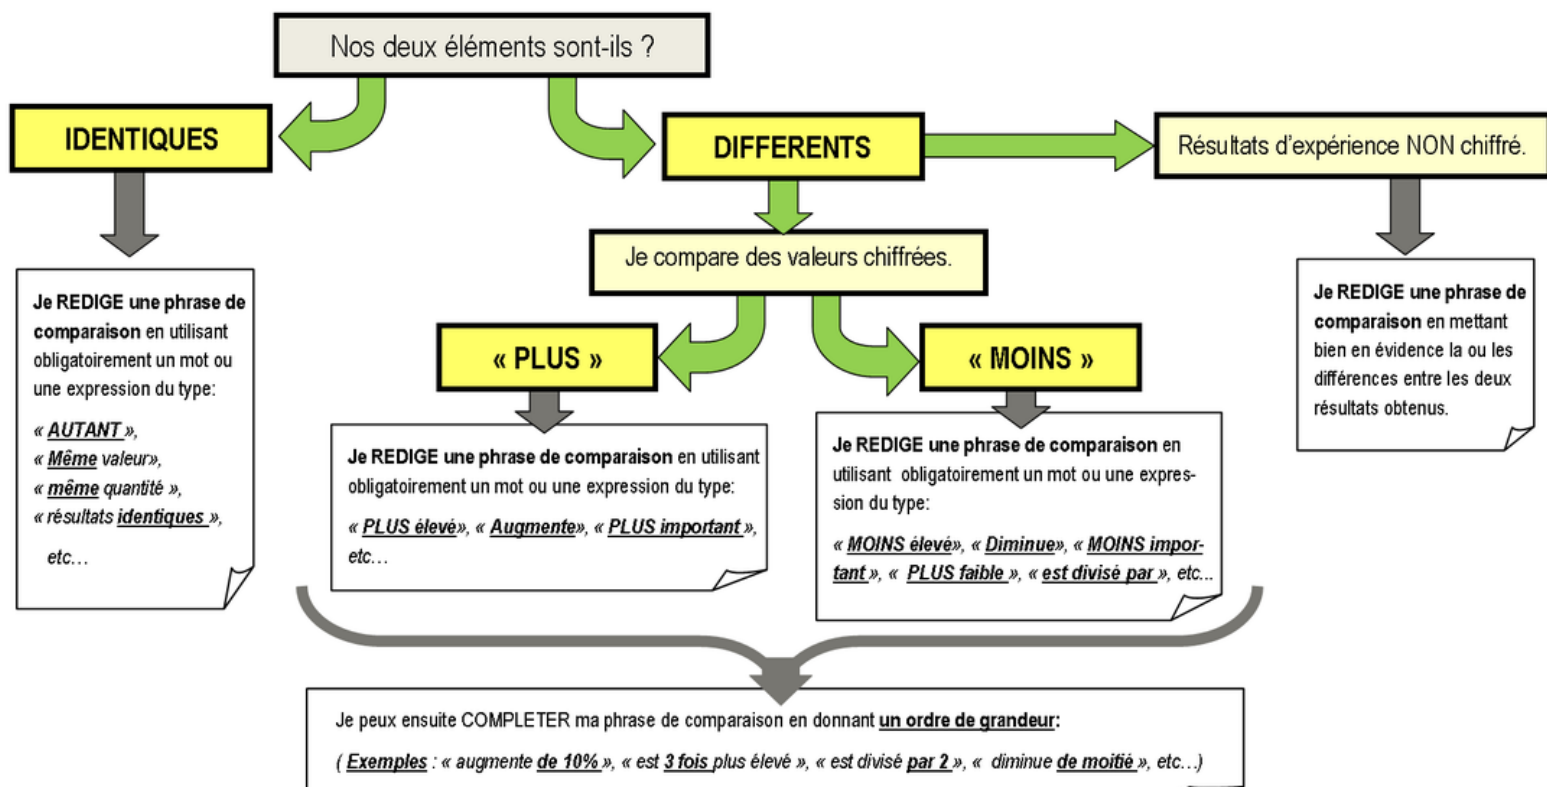 Nos deux éléments sont-ils ?
IDENTIQUES
DIFFERENTS
Résultats d'expérience NON chiffré.
Je compare des valeurs chiffrées.
Je REDIGE une phrase de
comparaison en utilisant
obligatoirement un mot ou
une expression du type:
« AUTANT »,
« Même valeur»,
« même quantité »,
« résultats identiques »,
etc…
« PLUS »
« MOINS »
Je REDIGE une phrase de comparaison en utilisant
obligatoirement un mot ou une expression du type:
« PLUS élevé», « Augmente», « PLUS important »,
etc…
Je REDIGE une phrase de comparaison en
utilisant obligatoirement un mot ou une expres-
sion du type:
« MOINS élevé», « Diminue», « MOINS impor-
tant », « PLUS faible », « est divisé par », etc...
Je REDIGE une phrase de
comparaison en mettant
bien en évidence la ou les
différences entre les deux
résultats obtenus.
Je peux ensuite COMPLETER ma phrase de comparaison en donnant un ordre de grandeur:
( Exemples : « augmente de 10% », « est 3 fois plus élevé », « est divisé par 2 », « diminue de moitié », etc…)